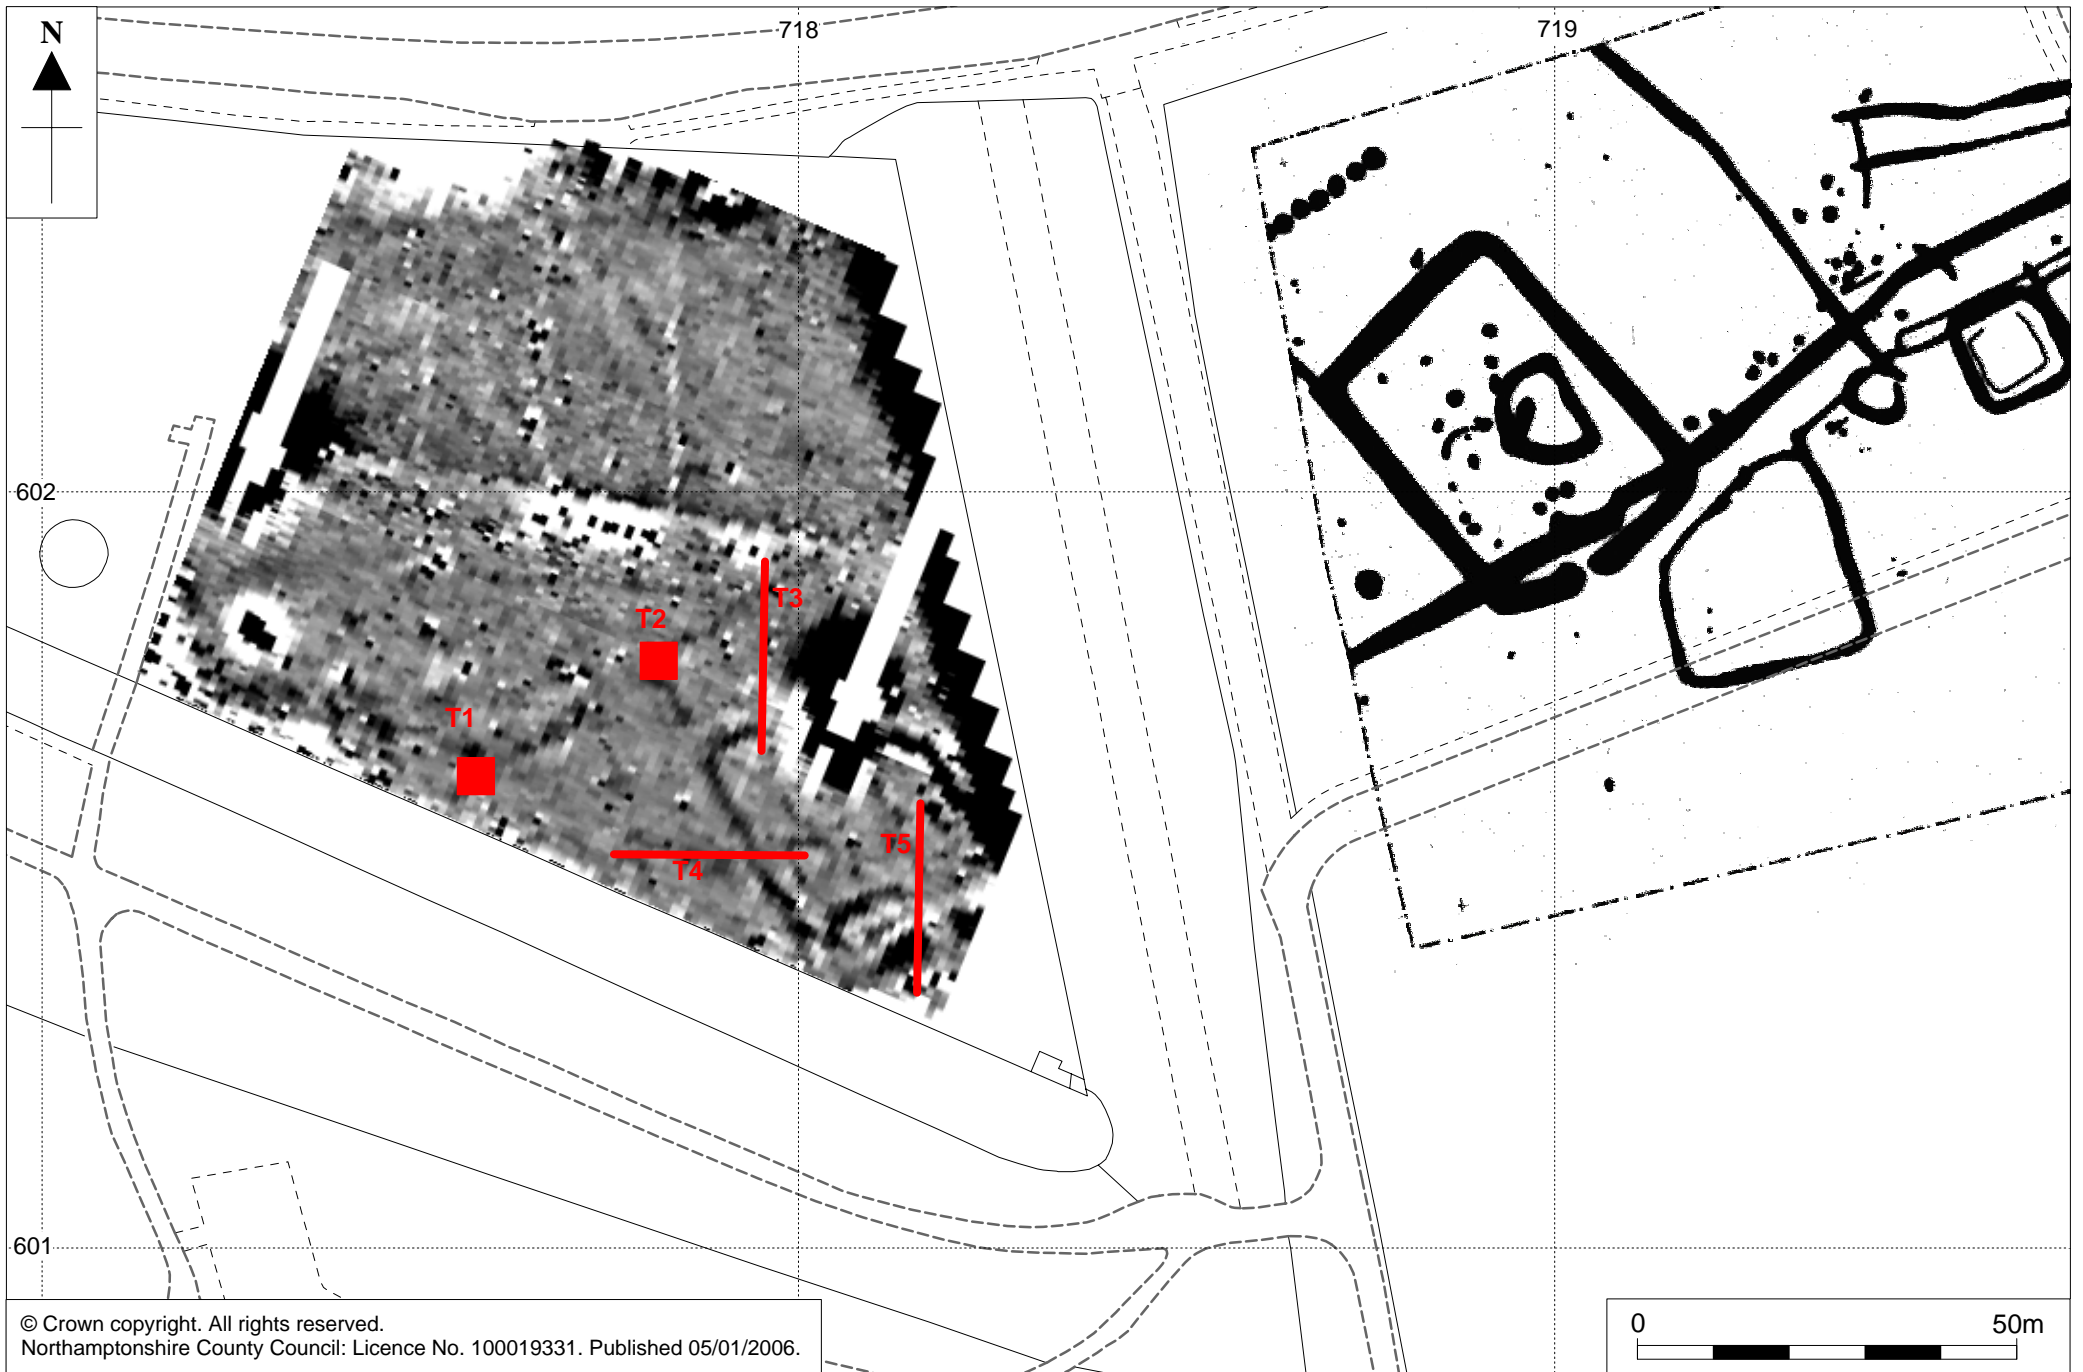 N
718
719
602
T3
T2
T1
T5
T4
601
© Crown copyright. All rights reserved.
Northamptonshire County Council: Licence No. 100019331. Published 05/01/2006.
0 50m